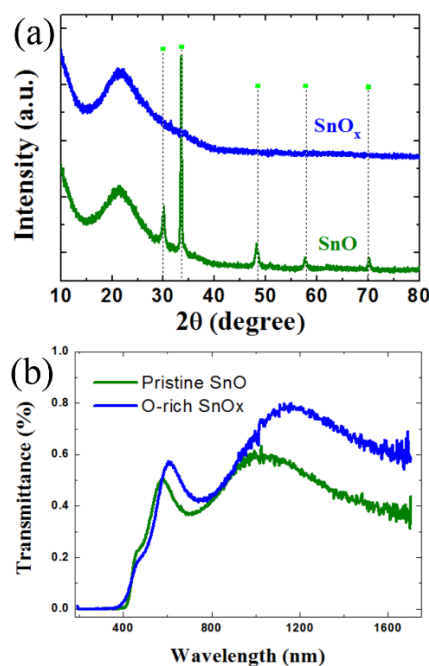 (a)
Intensity (a.u.)
SnOx
SnO
10 20 30 40 50 60 70 80
2θ (degree)
(b)
Transmittance (%)
1.0
0.8
0.6
0.4
0.2
0.0
Pristine SnO
O-rich SnOx
400 800 1200 1600
Wavelength (nm)